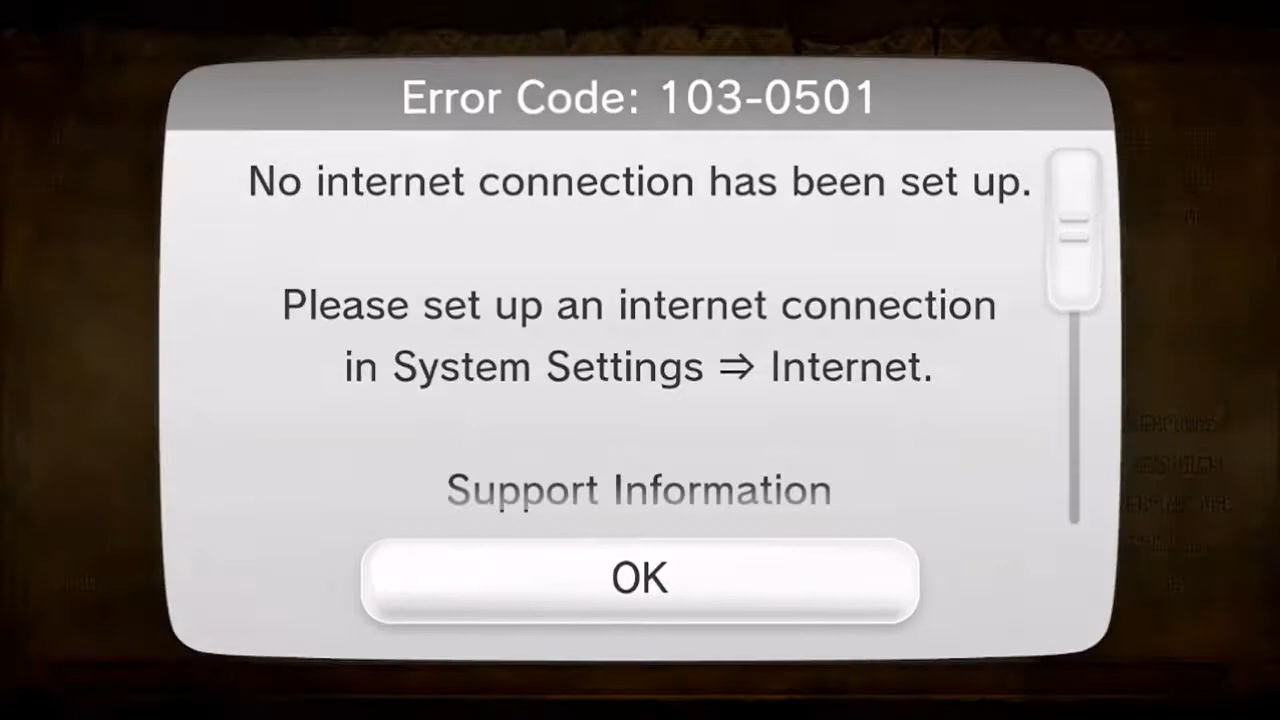 Error Code: 103-0501
No internet connection has been set up.
Please set up an internet connection
in System Settings ⇒ Internet.
Support Information
OK